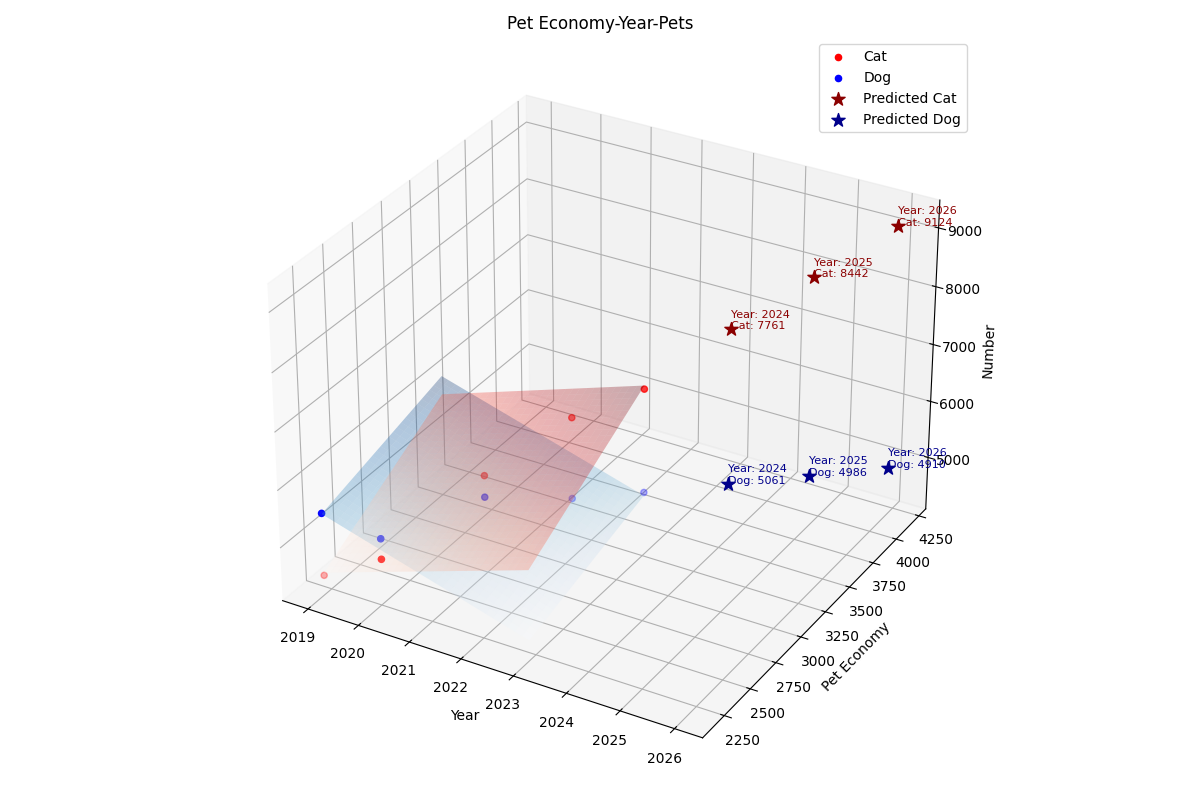 Pet Economy-Year-Pets
Cat
Dog
Predicted Cat
Predicted Dog
Year: 2026
Cat: 9124
Year: 2025
Cat: 8442
Year: 2024
Cat: 7761
Year: 2026
Dog: 4910
Year: 2025
Dog: 4986
Year: 2024
Dog: 5061
9000
8000
7000
6000
5000
Number
4250
4000
3750
3500
3250
3000
2750
2500
2250
Pet Economy
2019
2020
2021
2022
2023
2024
2025
2026
Year